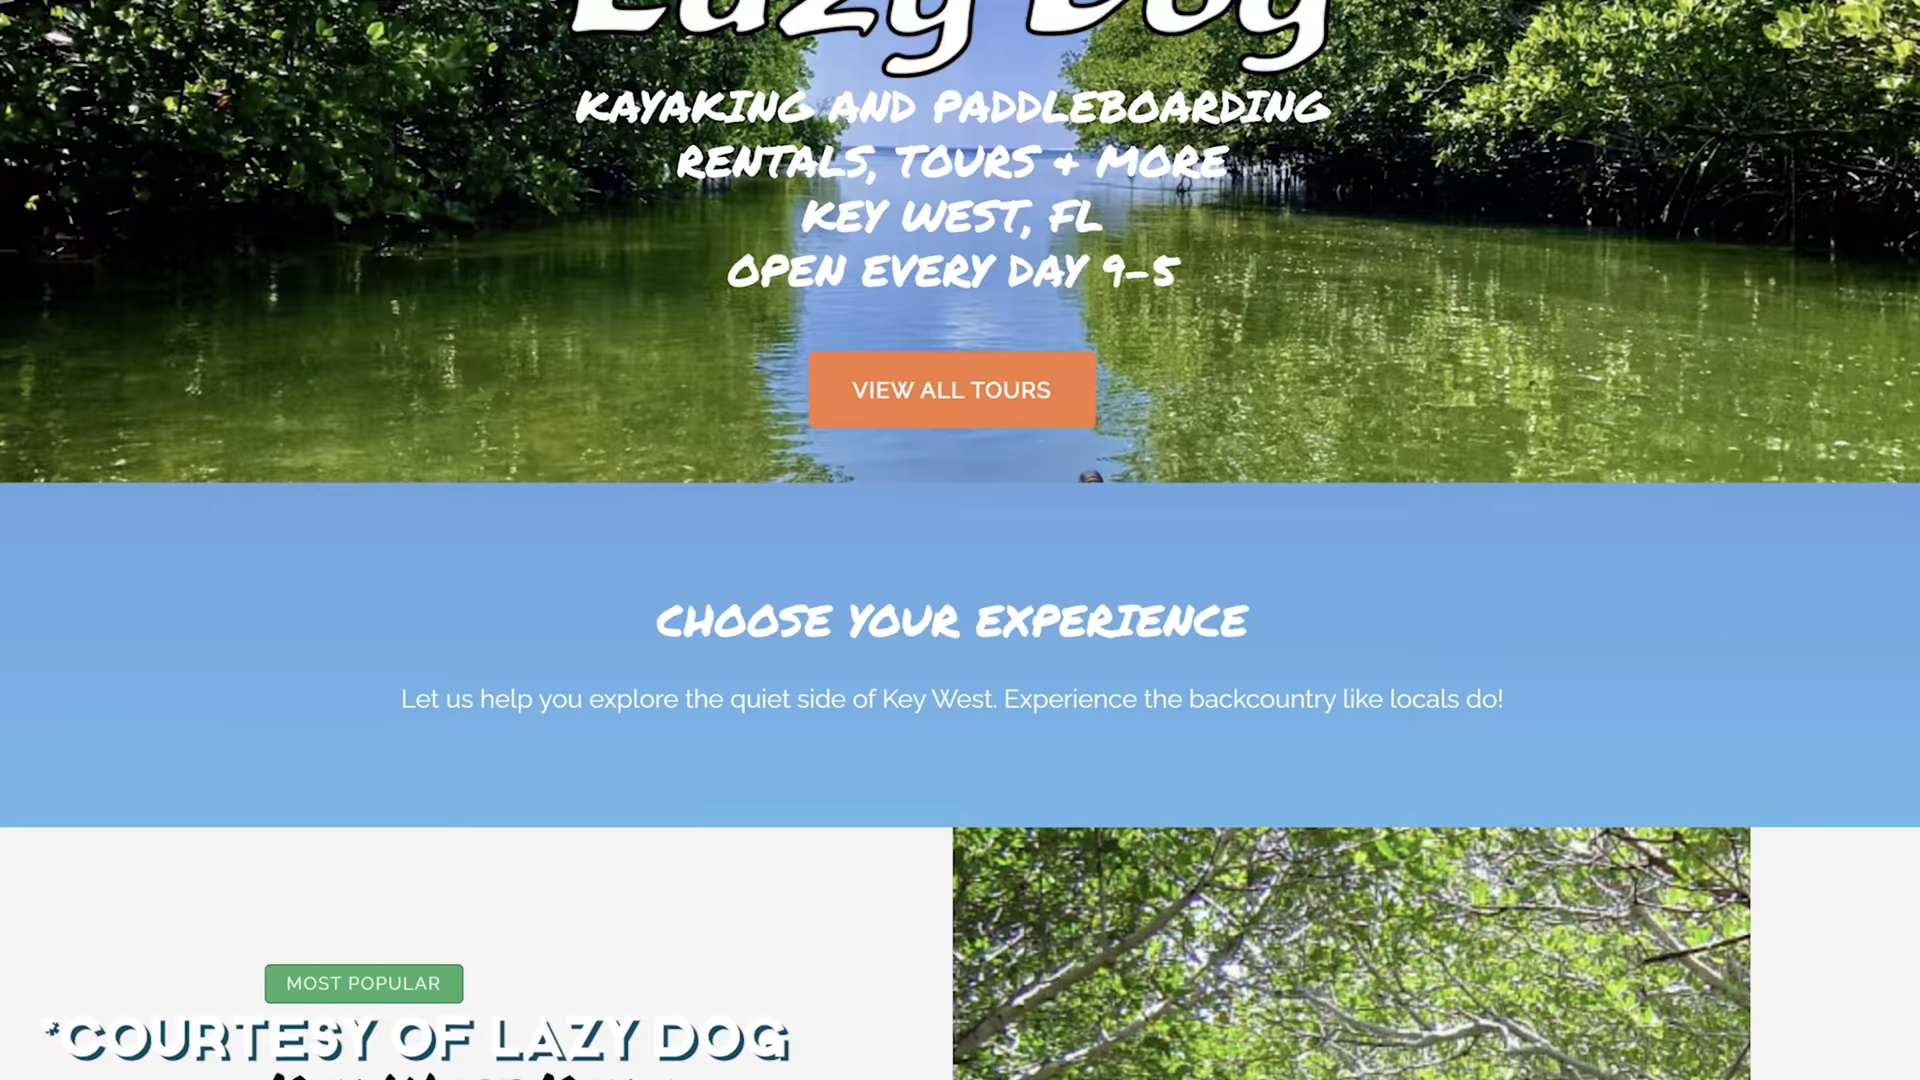 Lazy Dog
KAYAKING AND PADDLEBOARDING
RENTALS, TOURS + MORE
KEY WEST, FL
OPEN EVERY DAY 9-5
VIEW ALL TOURS
CHOOSE YOUR EXPERIENCE
Let us help you explore the quiet side of Key West. Experience the backcountry like locals do!
MOST POPULAR
*COURTESY OF LAZY DOG